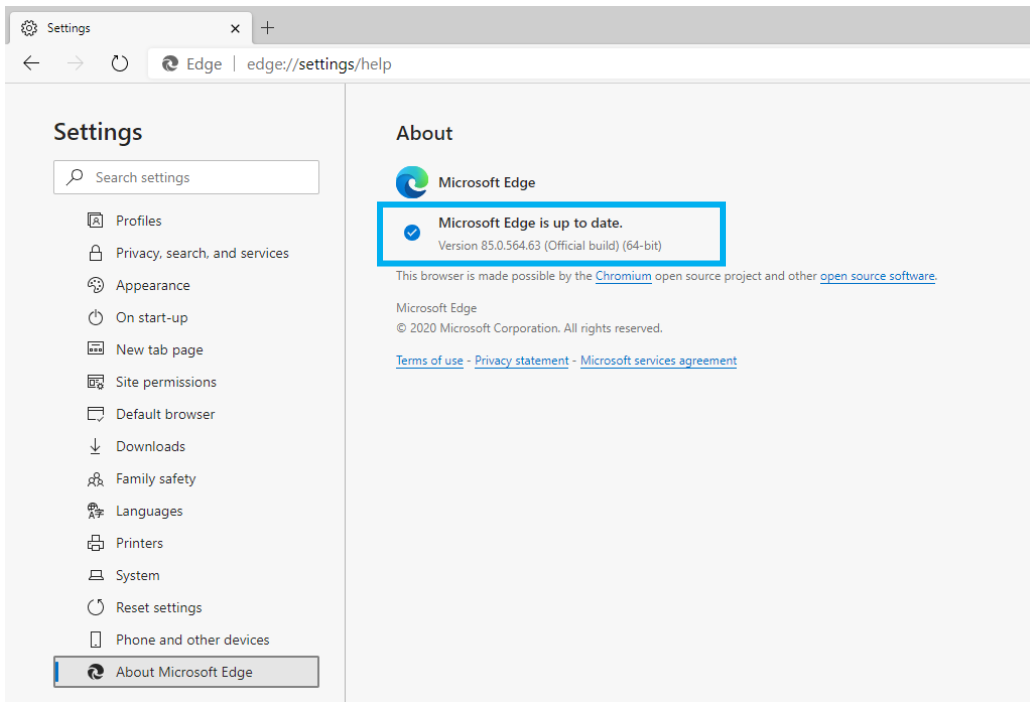 Settings
Edge | edge://settings/help
Settings
Search settings
Profiles
Privacy, search, and services
Appearance
On start-up
New tab page
Site permissions
Default browser
Downloads
Family safety
Languages
Printers
System
Reset settings
Phone and other devices
About Microsoft Edge
About
Microsoft Edge
Microsoft Edge is up to date.
Version 85.0.564.63 (Official build) (64-bit)
This browser is made possible by the Chromium open source project and other open source software.
Microsoft Edge
© 2020 Microsoft Corporation. All rights reserved.
Terms of use - Privacy statement - Microsoft services agreement